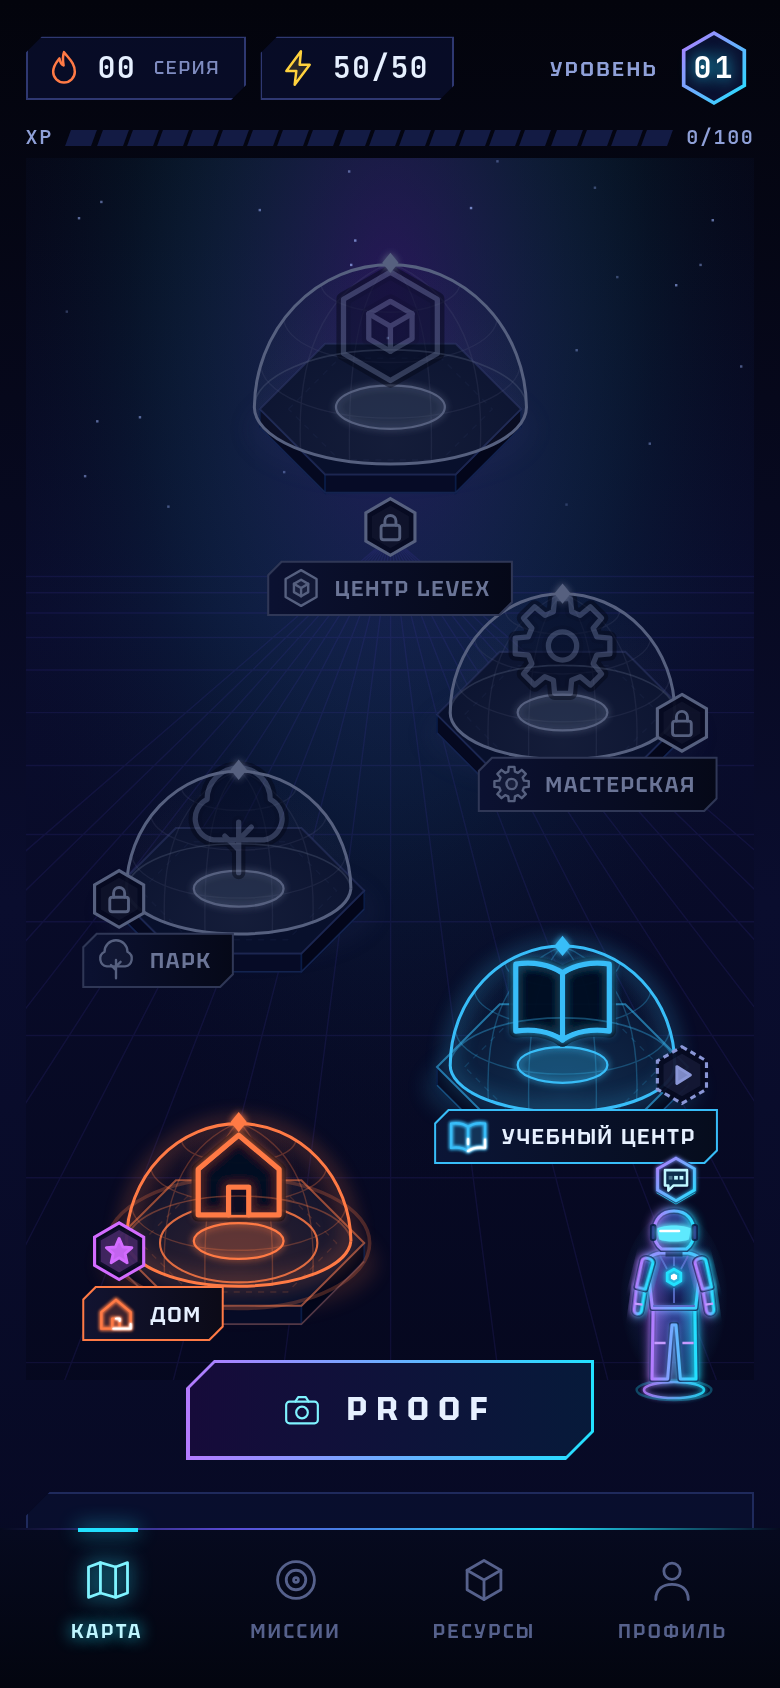 00 СЕРИЯ
50/50
УРОВЕНЬ 01
XP 0/100
ЦЕНТР LEVEX
МАСТЕРСКАЯ
ПАРК
УЧЕБНЫЙ ЦЕНТР
ДОМ
PROOF
КАРТА
МИССИИ
РЕСУРСЫ
ПРОФИЛЬ